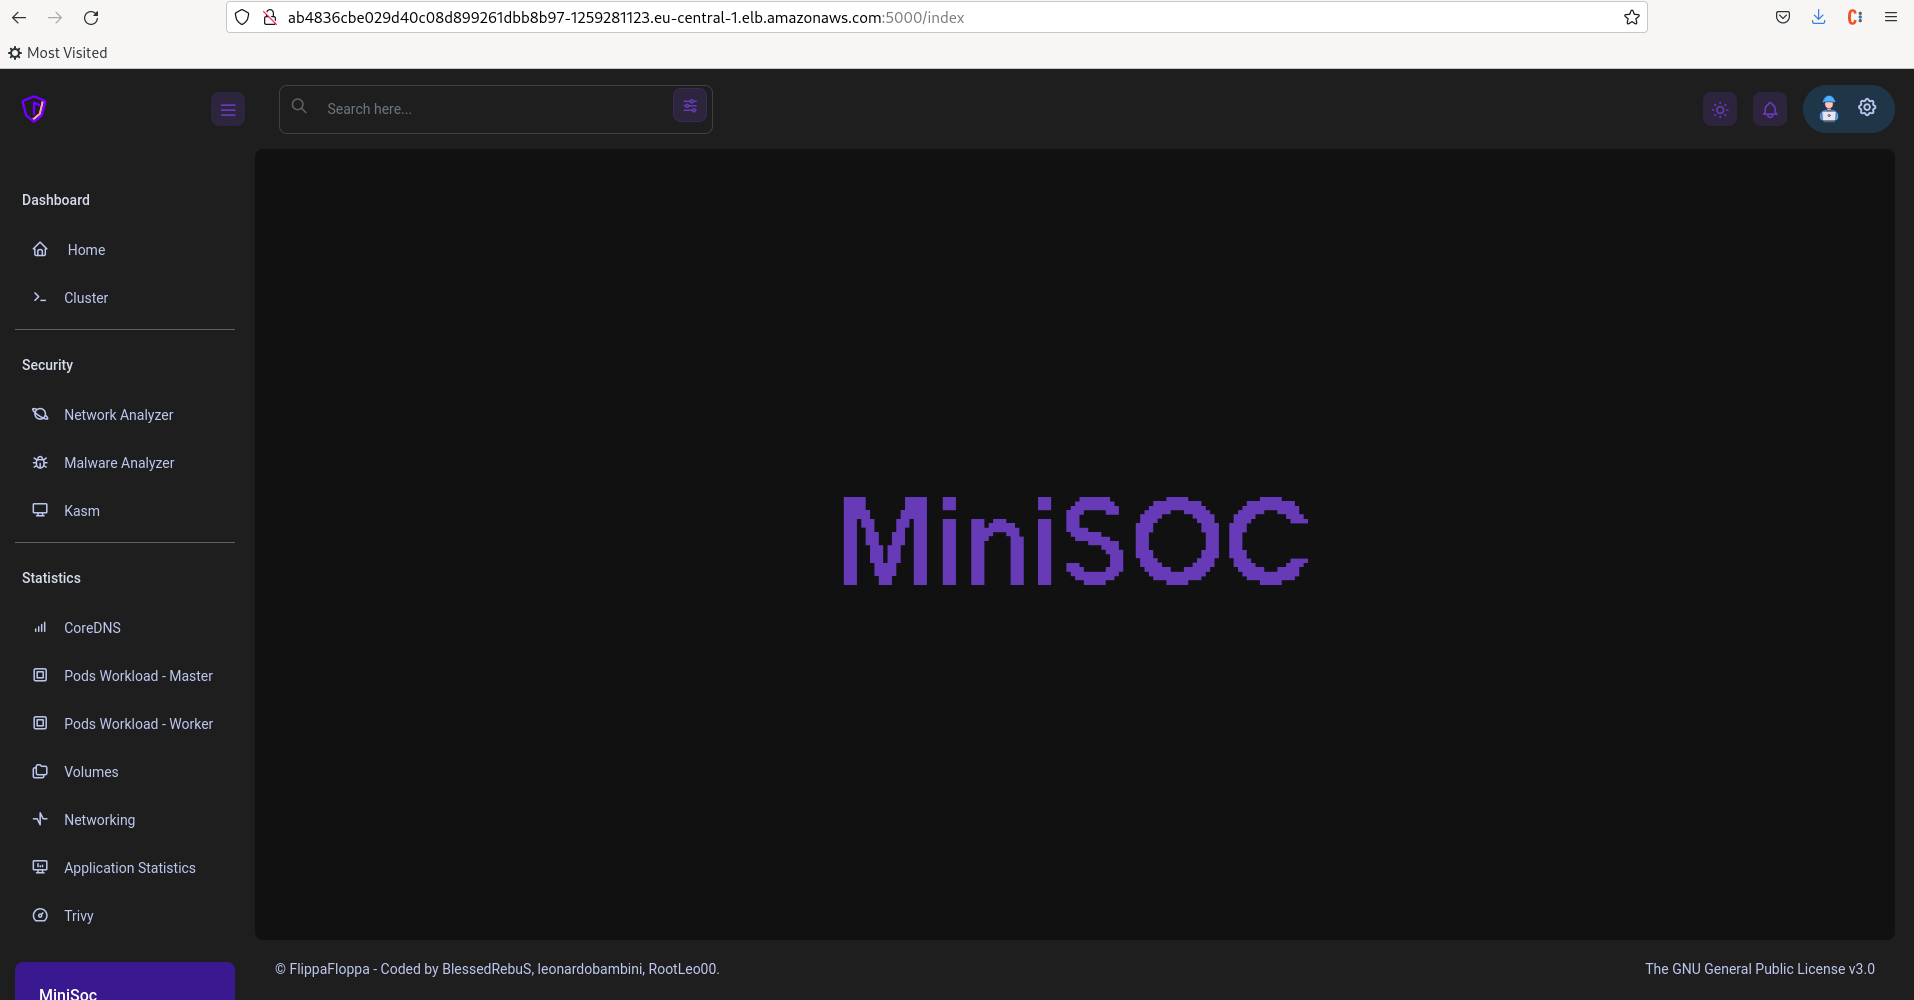 ab4836cbe029d40c08d899261dbb8b97-1259281123.eu-central-1.elb.amazonaws.com:5000/index
Most Visited
Search here...
Dashboard
Home
Cluster
Security
Network Analyzer
Malware Analyzer
Kasm
Statistics
CoreDNS
Pods Workload - Master
Pods Workload - Worker
Volumes
Networking
Application Statistics
Trivy
MiniSoc
MiniSOC
© FlippaFloppa - Coded by BlessedRebuS, leonardobambini, RootLeo00.
The GNU General Public License v3.0